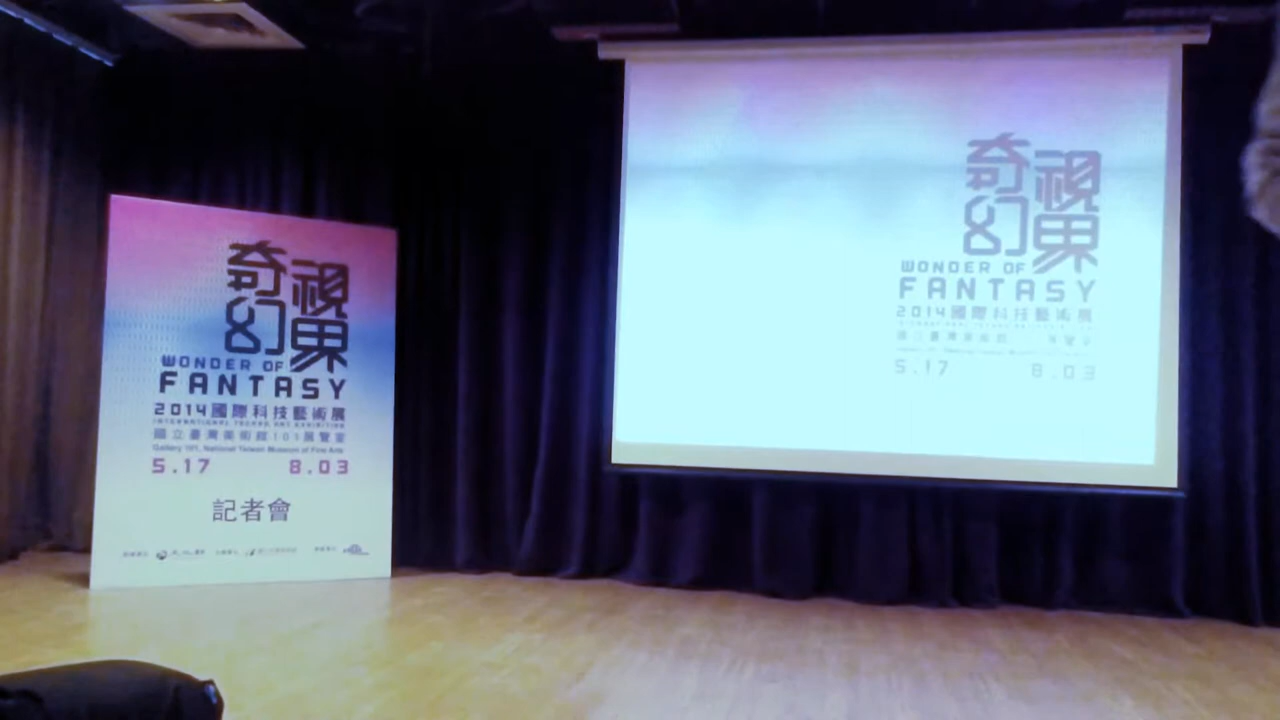 奇幻視界
WONDER OF
FANTASY
2014國際科技藝術展
INTERNATIONAL TECHNO ART EXHIBITION
國立臺灣美術館101展覽室
Gallery 101, National Taiwan Museum of Fine Arts
5.17 8.03
記者會
奇幻視界
WONDER OF
FANTASY
2014國際科技藝術展
5.17 8.03